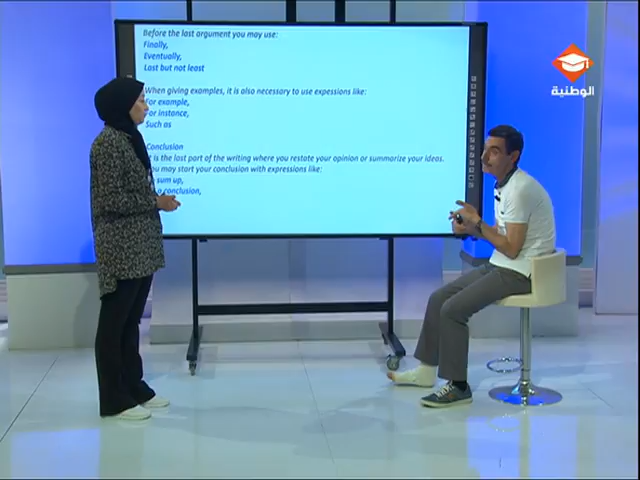 Before the last argument you may use:
Finally,
Eventually,
Last but not least
When giving examples, it is also necessary to use expessions like:
For example,
For instance,
Such as
Conclusion
t is the last part of the writing where you restate your opinion or summarize your ideas.
You may start your conclusion with expressions like:
sum up,
a conclusion,
الوطنية